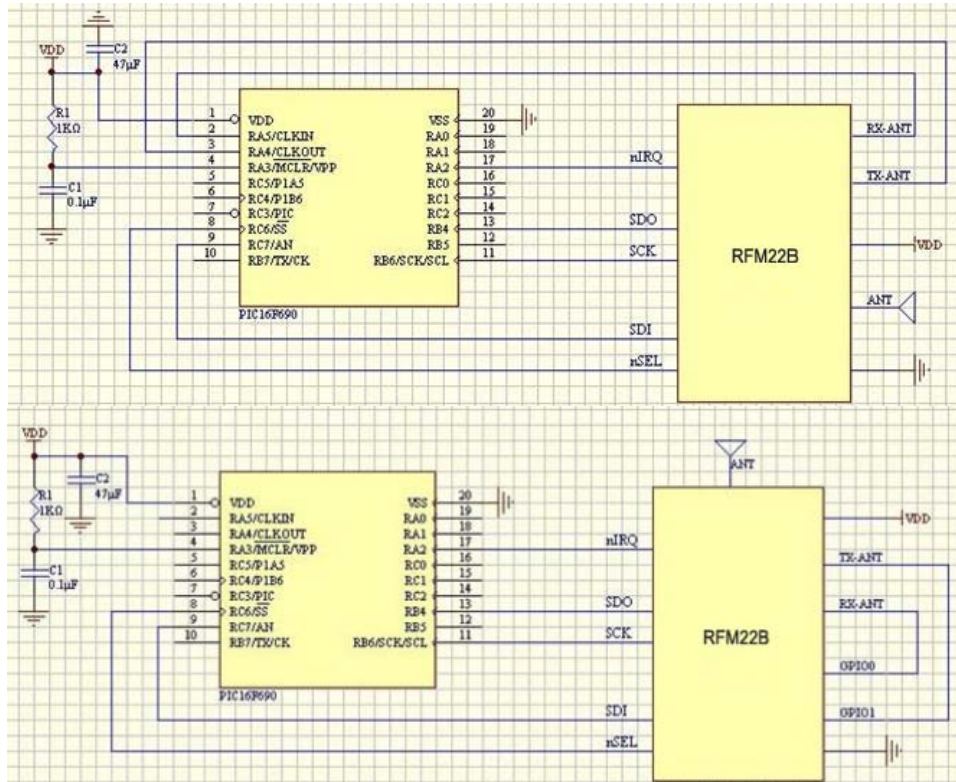 VDD
C2
47µF
R1
1KΩ
C1
0.1µF
1 VDD VSS 20
2 RA5/CLKIN RA0 19
3 RA4/CLKOUT RA1 18
4 RA3/MCLR/VPP RA2 17
5 RC5/P1A5 RC0 16
6 RC4/P1B6 RC1 15
7 RC3/PIC RC2 14
8 RC6/SS RB4 13
9 RC7/AN RB5 12
10 RB7/TX/CK RB6/SCK/SCL 11
PIC16F690
nIRQ
SDO
SCK
SDI
nSEL
RFM22B
RX-ANT
TX-ANT
VDD
ANT
VDD
C2
47µF
R1
1KΩ
C1
0.1µF
1 VDD VSS 20
2 RA5/CLKIN RA0 19
3 RA4/CLKOUT RA1 18
4 RA3/MCLR/VPP RA2 17
5 RC5/P1A5 RC0 16
6 RC4/P1B6 RC1 15
7 RC3/PIC RC2 14
8 RC6/SS RB4 13
9 RC7/AN RB5 12
10 RB7/TX/CK RB6/SCK/SCL 11
PIC16F690
nIRQ
SDO
SCK
SDI
nSEL
ANT
RFM22B
VDD
TX-ANT
RX-ANT
GPIO0
GPIO1